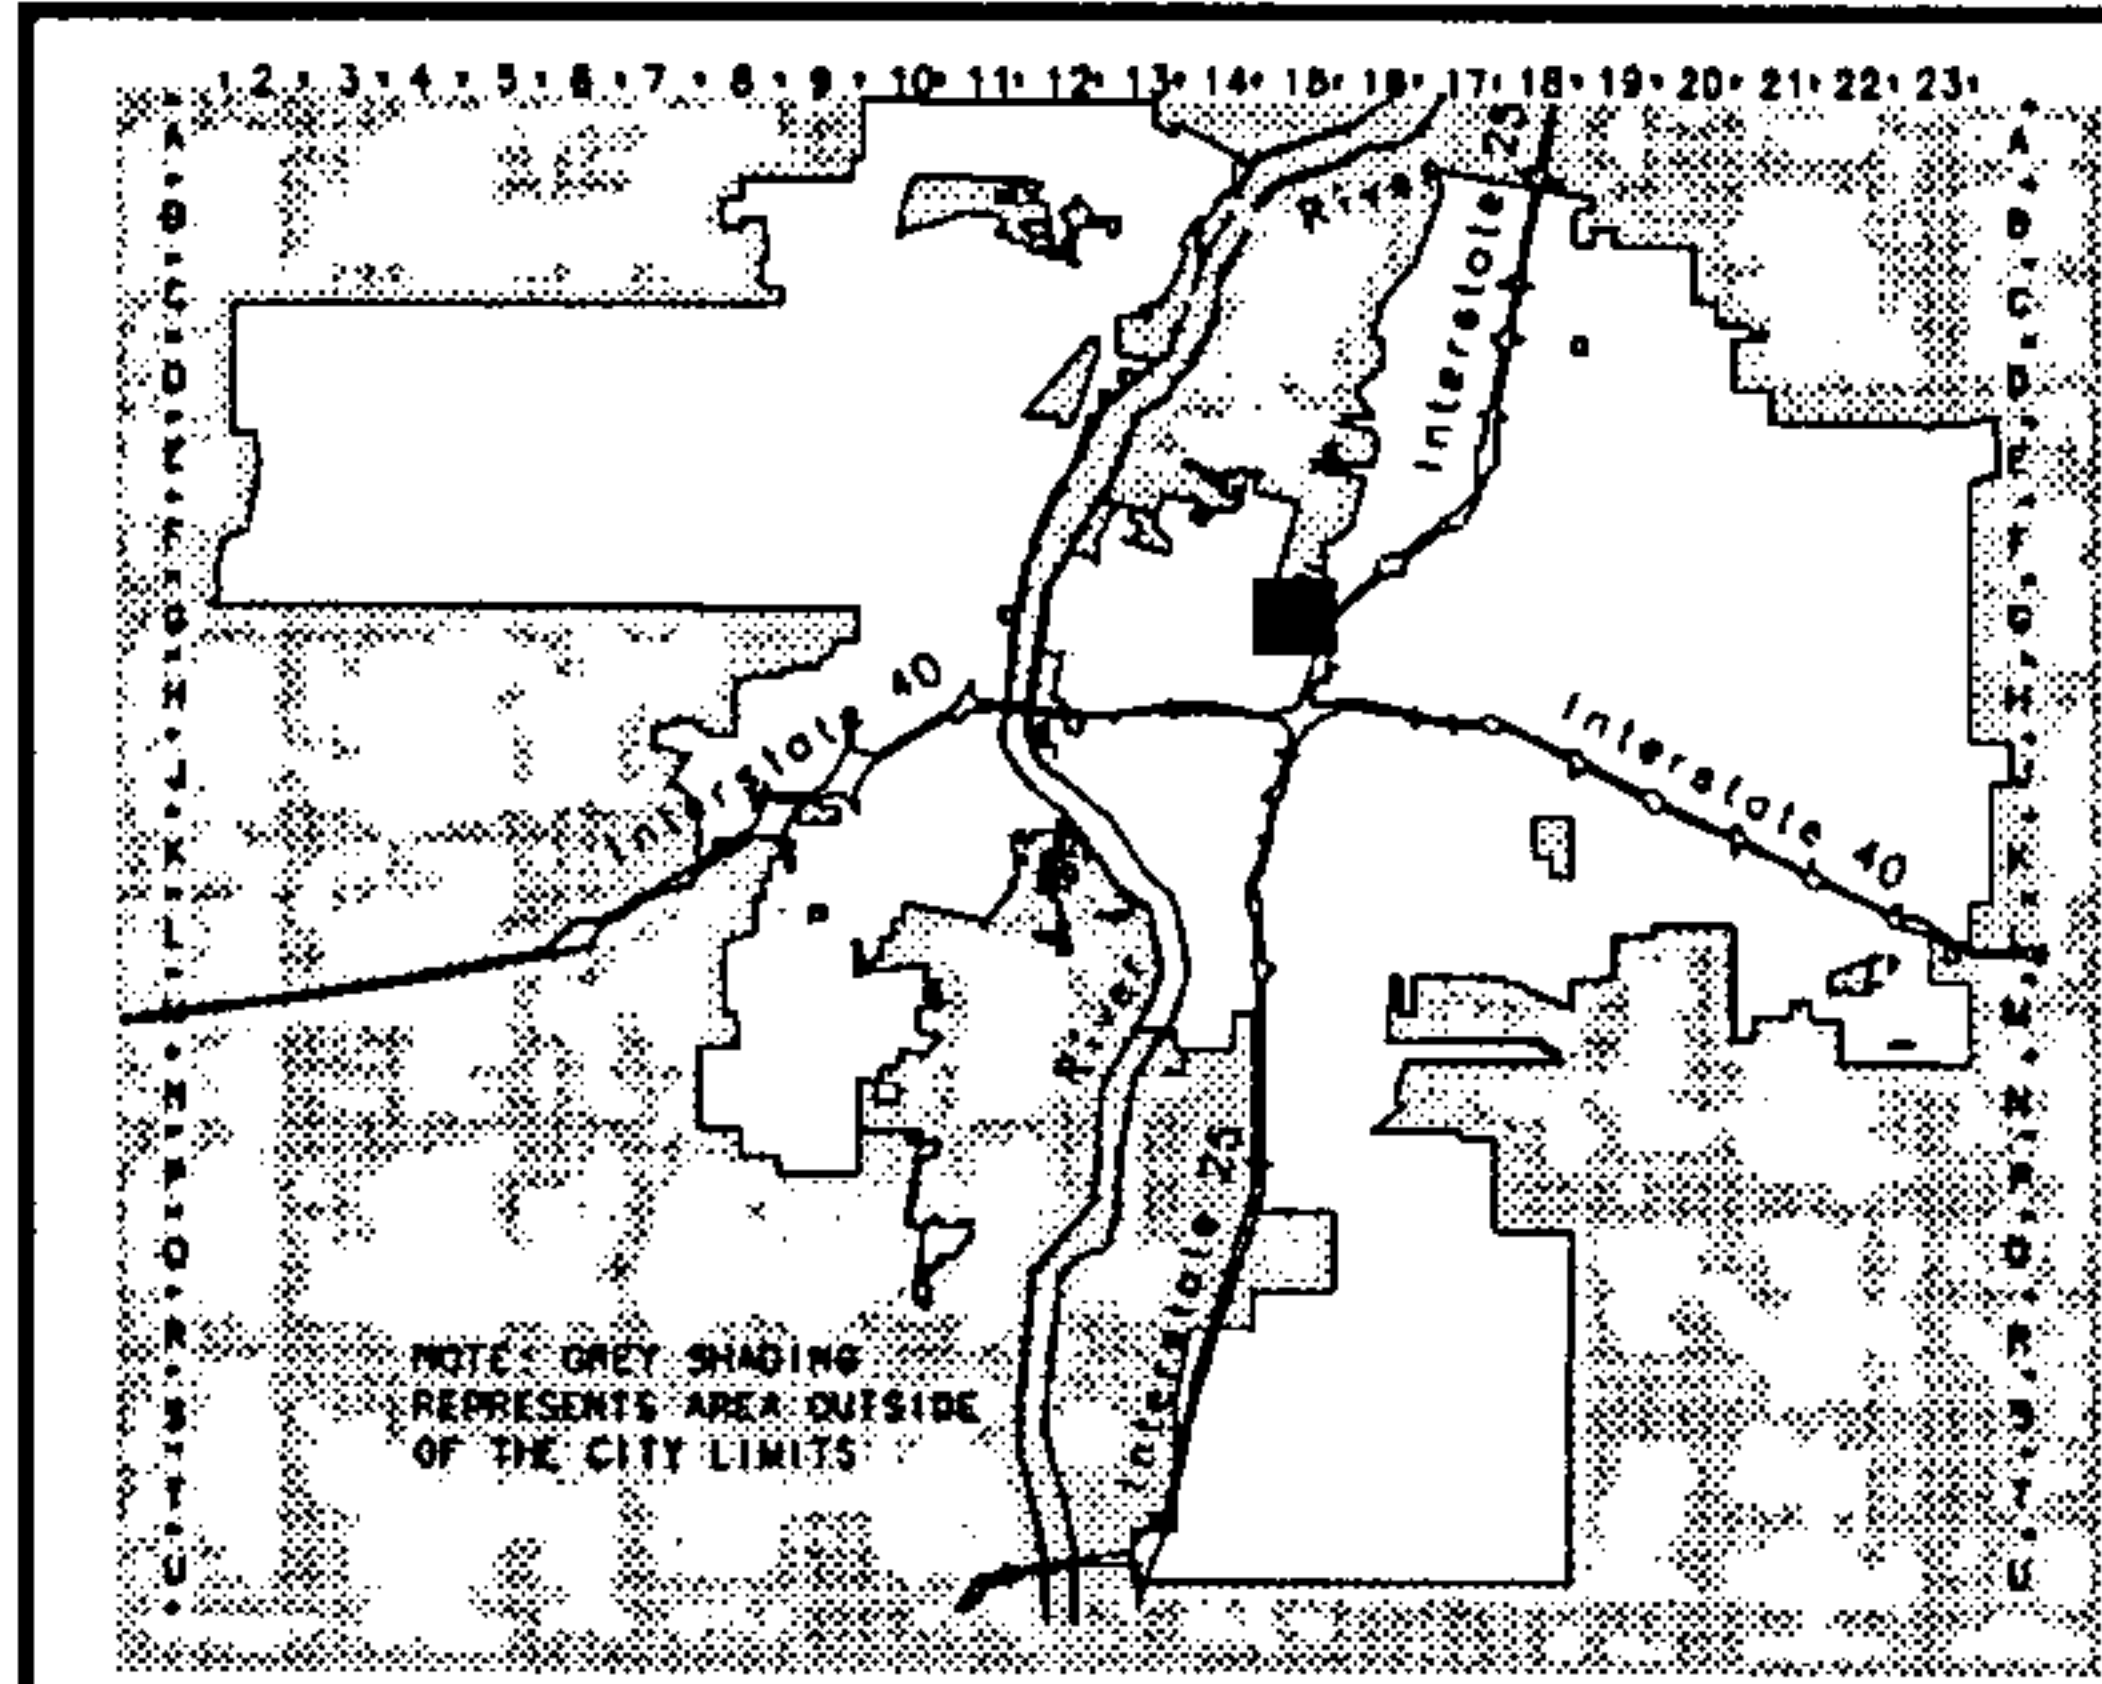 2 3 4 5 6 7 8 9 10 11 12 13 14 15 16 17 18 19 20 21 22 23
A A
B B
C C
D D
E E
F F
G G
H H
J J
K K
L L
M M
N N
P P
Q Q
R R
S S
T T
U U
River
Interstate 25
Interstate 40
Interstate 40
River
Interstate 25
NOTE: GREY SHADING
REPRESENTS AREA OUTSIDE
OF THE CITY LIMITS